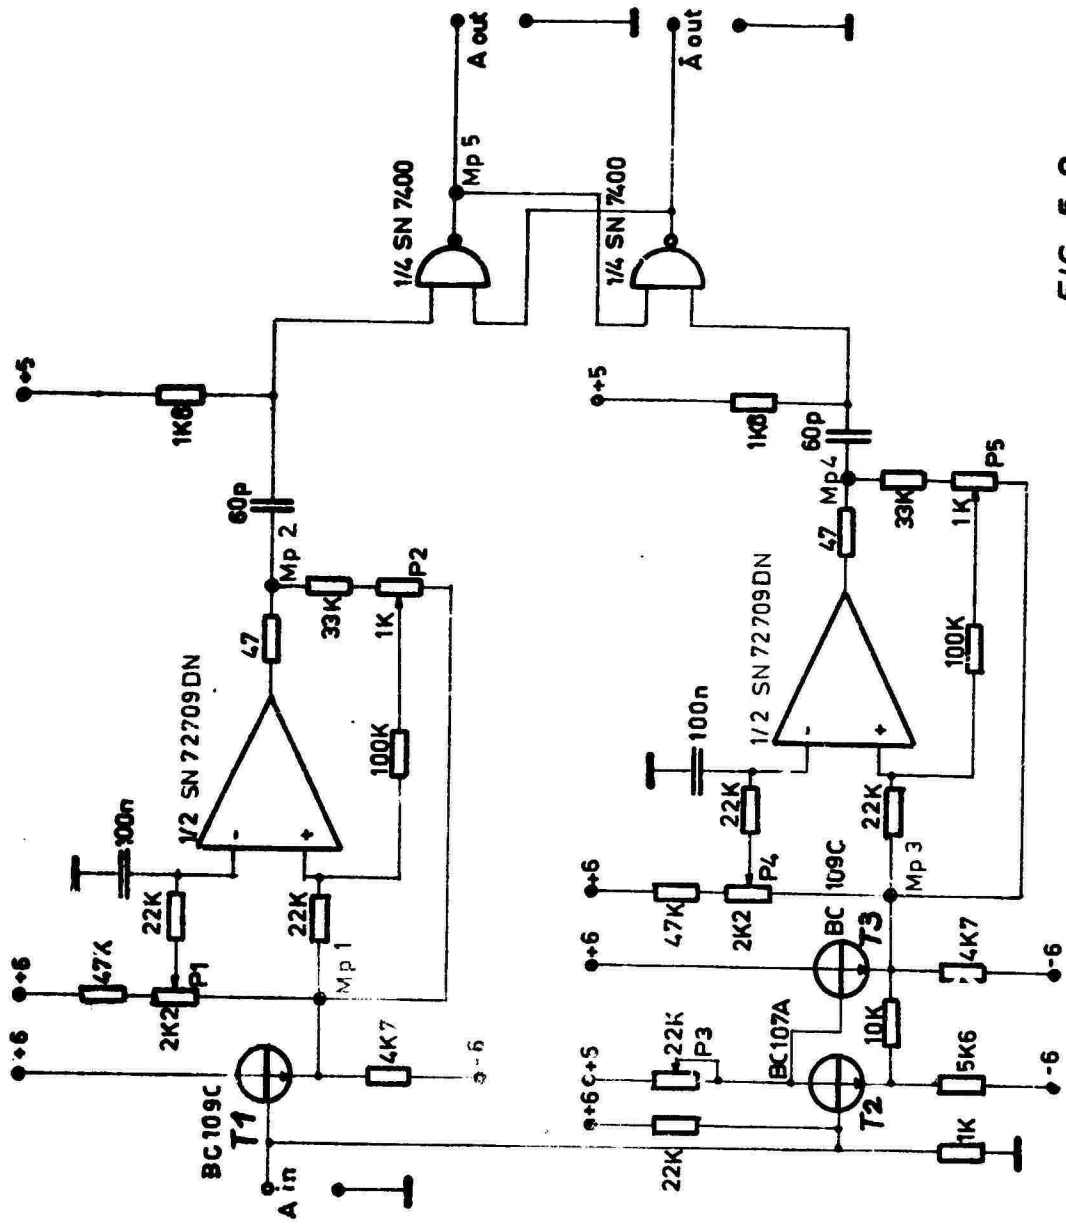 A in
BC 109C
T1
+6
+6
47K
2K2
P1
22K
100n
4K7
-6
Mp 1
22K
1/2 SN 72709DN
-
+
100K
47
33K
1K
P2
Mp 2
60p
+5
1K8
1/4 SN 7400
Mp 5
A out
22K
+6
+5
22K
P3
BC107A
T2
1K
5K6
-6
10K
+6
BC 109C
T3
4K7
-6
+6
47K
2K2
P4
22K
100n
Mp 3
22K
1/2 SN 72709DN
-
+
100K
47
33K
1K
P5
Mp4
60p
+5
1K8
1/4 SN 7400
Ā out